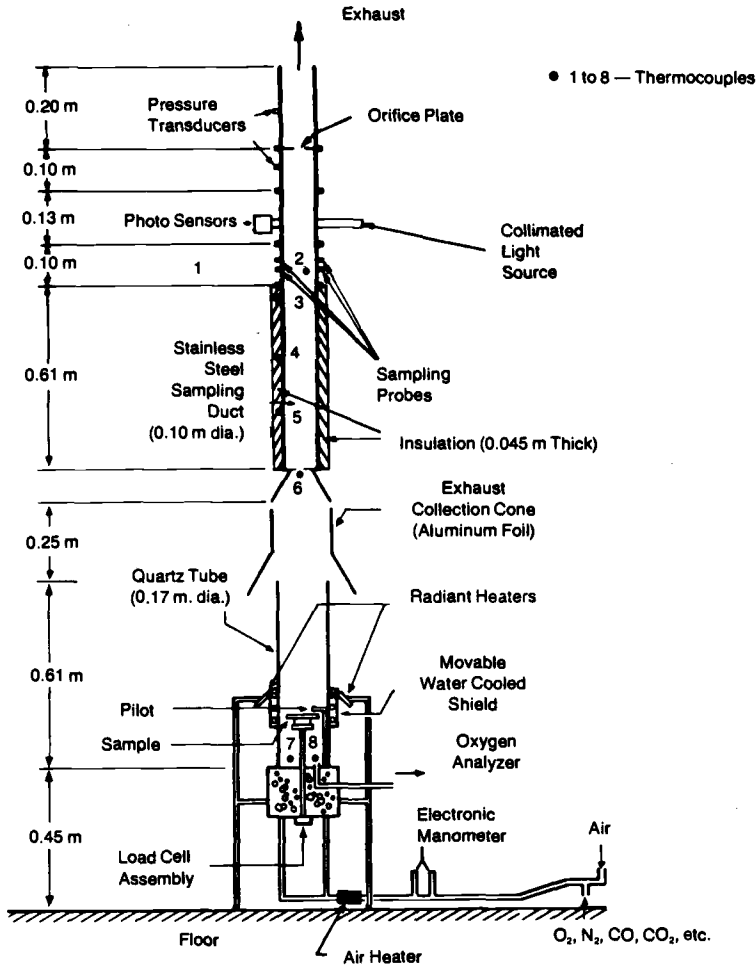 Exhaust
● 1 to 8 — Thermocouples
0.20 m
Pressure
Transducers
Orifice Plate
0.10 m
0.13 m
Photo Sensors
Collimated
Light
Source
0.10 m
1
2
3
Sampling
Probes
0.61 m
Stainless
Steel
Sampling
Duct
(0.10 m dia.)
4
5
Insulation (0.045 m Thick)
6
Exhaust
Collection Cone
(Aluminum Foil)
0.25 m
Quartz Tube
(0.17 m. dia.)
Radiant Heaters
0.61 m
Movable
Water Cooled
Shield
Pilot
Sample
7
8
Oxygen
Analyzer
0.45 m
Electronic
Manometer
Air
Load Cell
Assembly
Floor
Air Heater
O₂, N₂, CO, CO₂, etc.